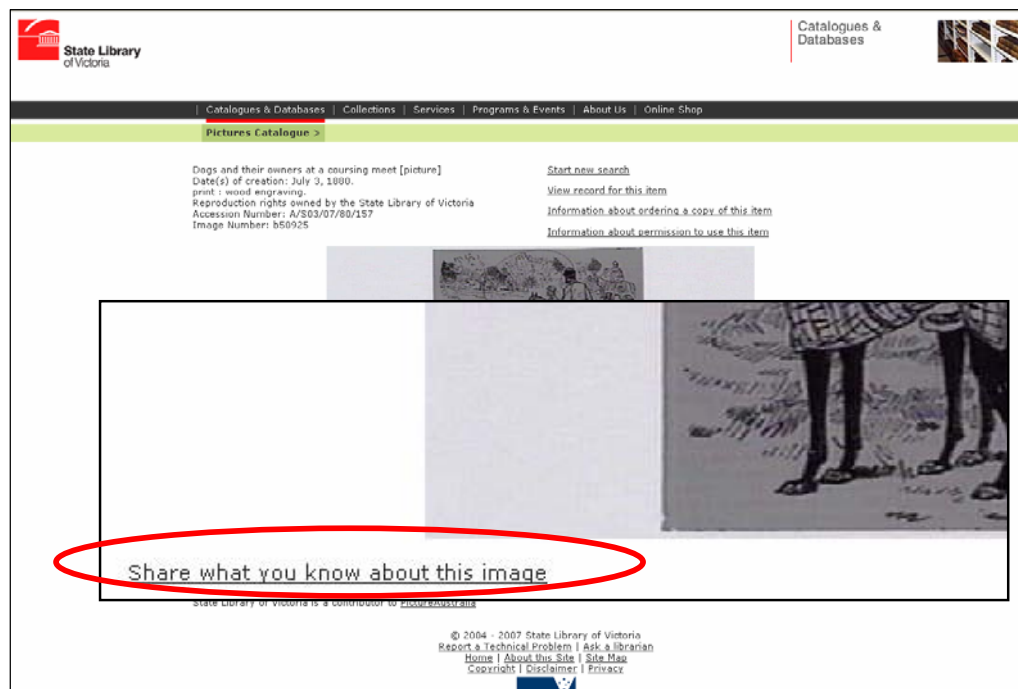 State Library
of Victoria
Catalogues &
Databases
| Catalogues & Databases | Collections | Services | Programs & Events | About Us | Online Shop
Pictures Catalogue >
Dogs and their owners at a coursing meet [picture]
Date(s) of creation: July 3, 1880.
print : wood engraving.
Reproduction rights owned by the State Library of Victoria
Accession Number: A/S03/07/80/157
Image Number: b50925
Start new search
View record for this item
Information about ordering a copy of this item
Information about permission to use this item
Share what you know about this image
State Library of Victoria is a contributor to PictureAustralia
© 2004 - 2007 State Library of Victoria
Report a Technical Problem | Ask a librarian
Home | About this Site | Site Map
Copyright | Disclaimer | Privacy